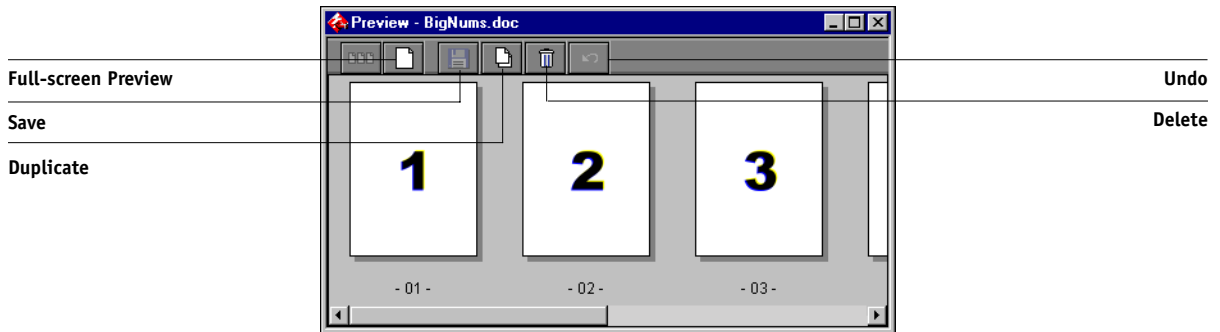 Preview - BigNums.doc
Full-screen Preview
Undo
Save
Delete
Duplicate
1 2 3
- 01 - - 02 - - 03 -